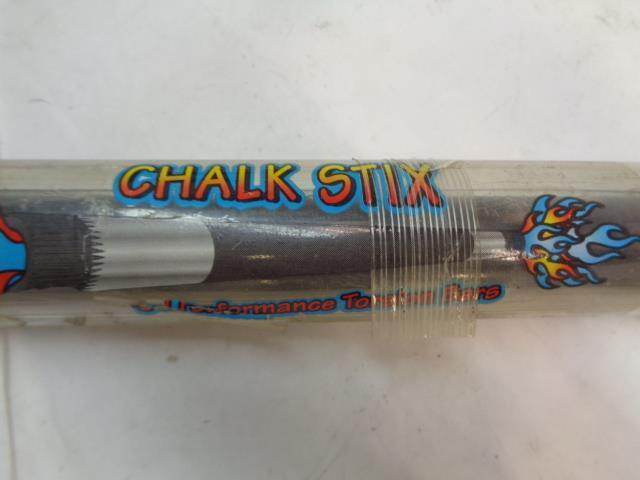 CHALK STIX
Performance Torsion Bars